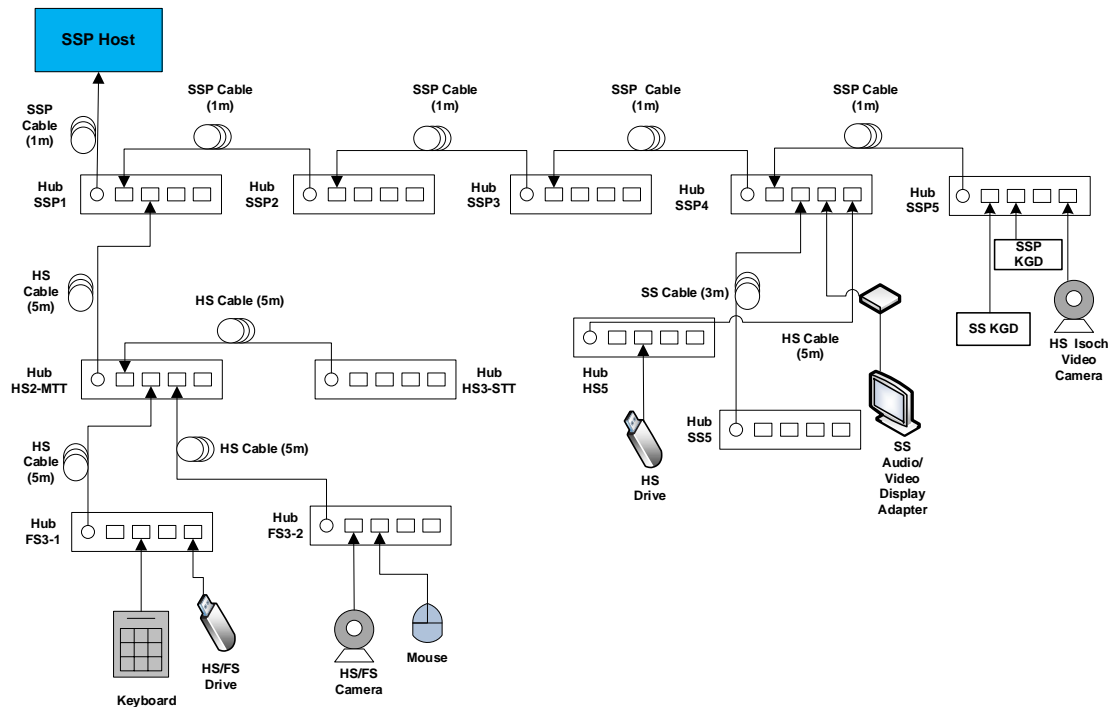 SSP Host
SSP
Cable
(1m)
SSP Cable
(1m)
SSP Cable
(1m)
SSP Cable
(1m)
SSP Cable
(1m)
Hub
SSP1
Hub
SSP2
Hub
SSP3
Hub
SSP4
Hub
SSP5
SSP
KGD
SS KGD
HS Isoch
Video
Camera
HS
Cable
(5m)
HS Cable (5m)
SS Cable (3m)
HS Cable
(5m)
Hub
HS2-MTT
Hub
HS3-STT
Hub
HS5
Hub
SS5
HS
Drive
SS
Audio/
Video
Display
Adapter
HS
Cable
(5m)
HS Cable (5m)
Hub
FS3-1
Hub
FS3-2
Keyboard
HS/FS
Drive
HS/FS
Camera
Mouse